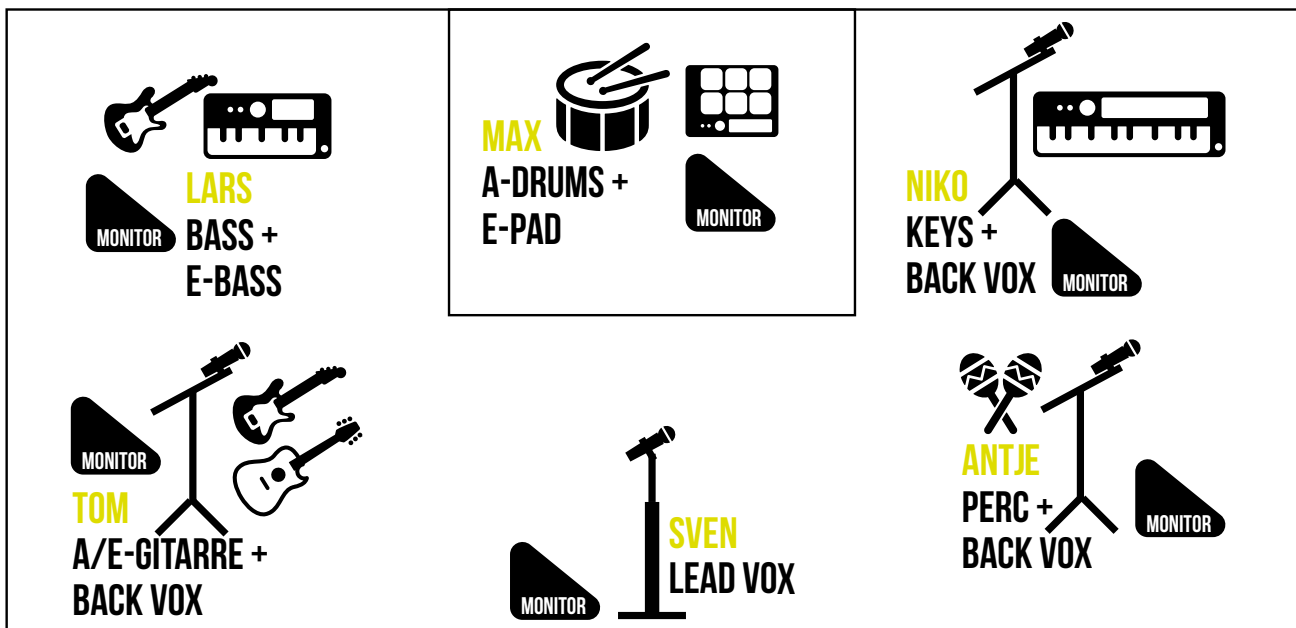 LARS
BASS +
E-BASS
MONITOR
MAX
A-DRUMS +
E-PAD
MONITOR
NIKO
KEYS +
BACK VOX
MONITOR
MONITOR
TOM
A/E-GITARRE +
BACK VOX
SVEN
LEAD VOX
MONITOR
ANTJE
PERC +
BACK VOX
MONITOR